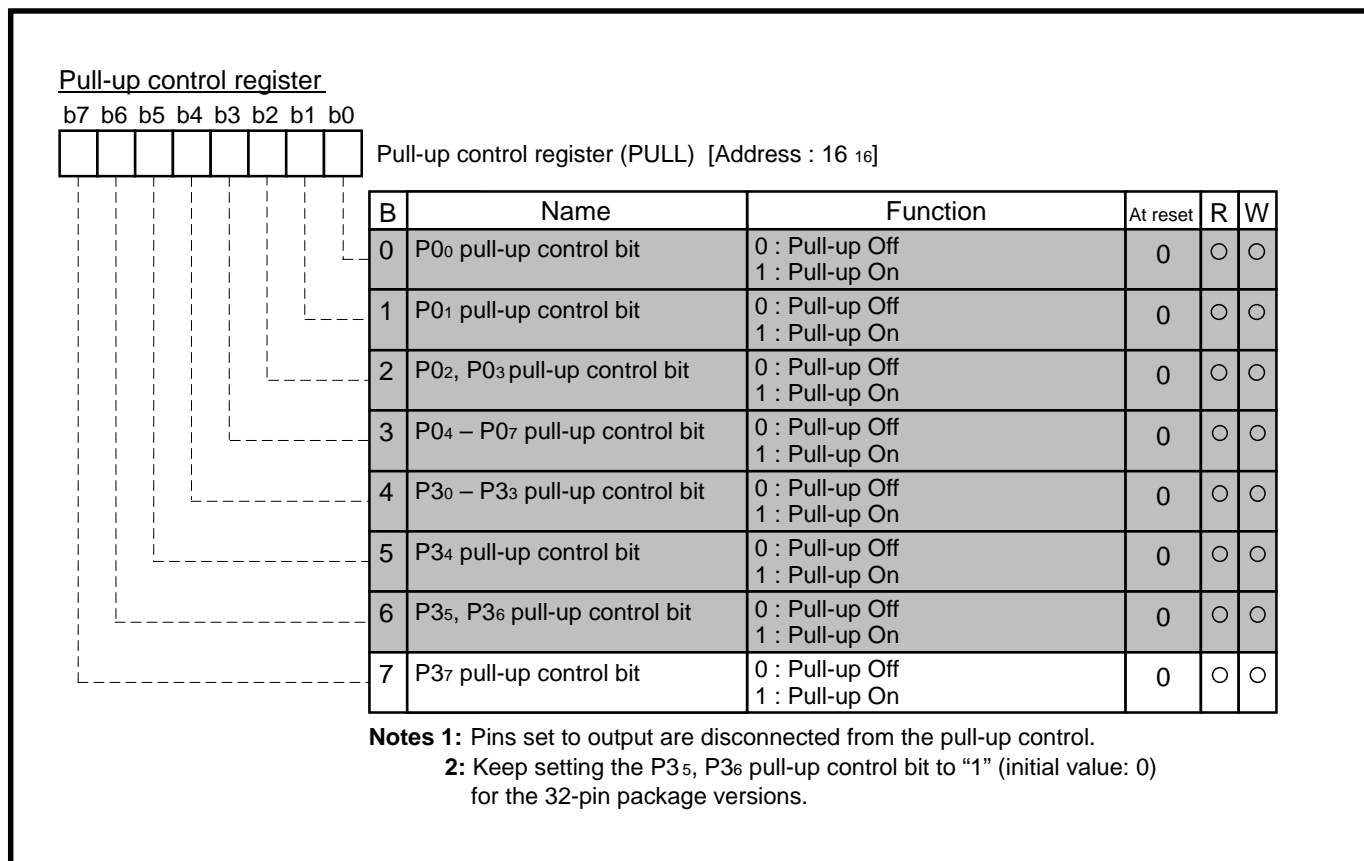 Pull-up control register
b7 b6 b5 b4 b3 b2 b1 b0
Pull-up control register (PULL) [Address : 16 16]
B Name Function At reset R W
0 P00 pull-up control bit 0 : Pull-up Off 0 ○ ○
1 : Pull-up On
1 P01 pull-up control bit 0 : Pull-up Off 0 ○ ○
1 : Pull-up On
2 P02, P03 pull-up control bit 0 : Pull-up Off 0 ○ ○
1 : Pull-up On
3 P04 – P07 pull-up control bit 0 : Pull-up Off 0 ○ ○
1 : Pull-up On
4 P30 – P33 pull-up control bit 0 : Pull-up Off 0 ○ ○
1 : Pull-up On
5 P34 pull-up control bit 0 : Pull-up Off 0 ○ ○
1 : Pull-up On
6 P35, P36 pull-up control bit 0 : Pull-up Off 0 ○ ○
1 : Pull-up On
7 P37 pull-up control bit 0 : Pull-up Off 0 ○ ○
1 : Pull-up On
Notes 1: Pins set to output are disconnected from the pull-up control.
2: Keep setting the P35, P36 pull-up control bit to “1” (initial value: 0)
for the 32-pin package versions.